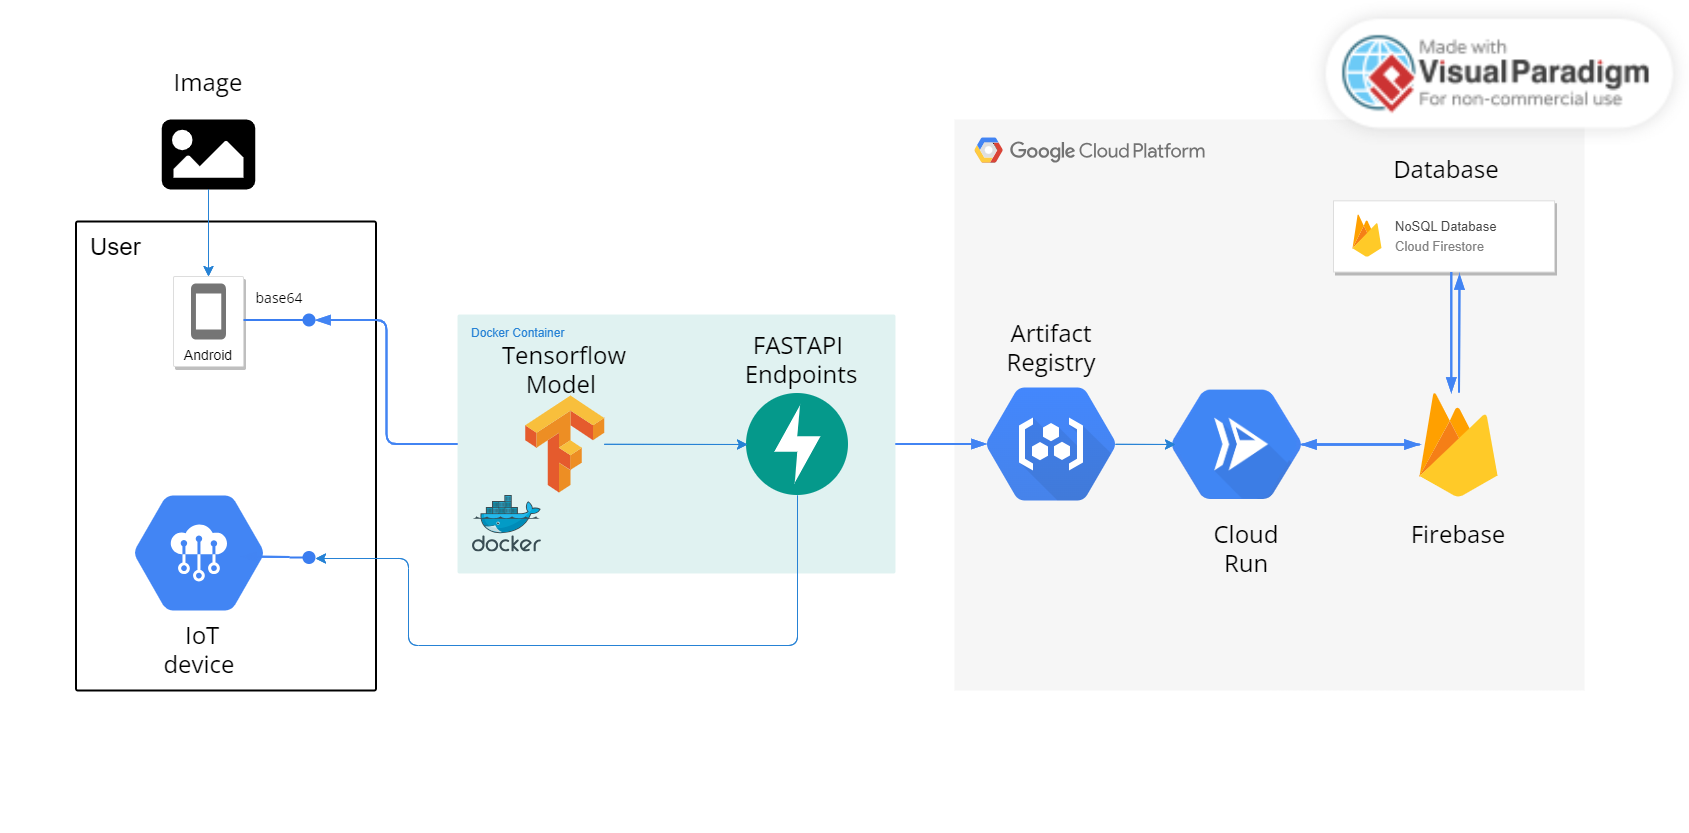 Made with
Visual Paradigm
For non-commercial use
Image
Google Cloud Platform
Database
NoSQL Database
Cloud Firestore
User
base64
Android
Docker Container
Tensorflow
Model
FASTAPI
Endpoints
docker
Artifact
Registry
Cloud
Run
Firebase
IoT
device